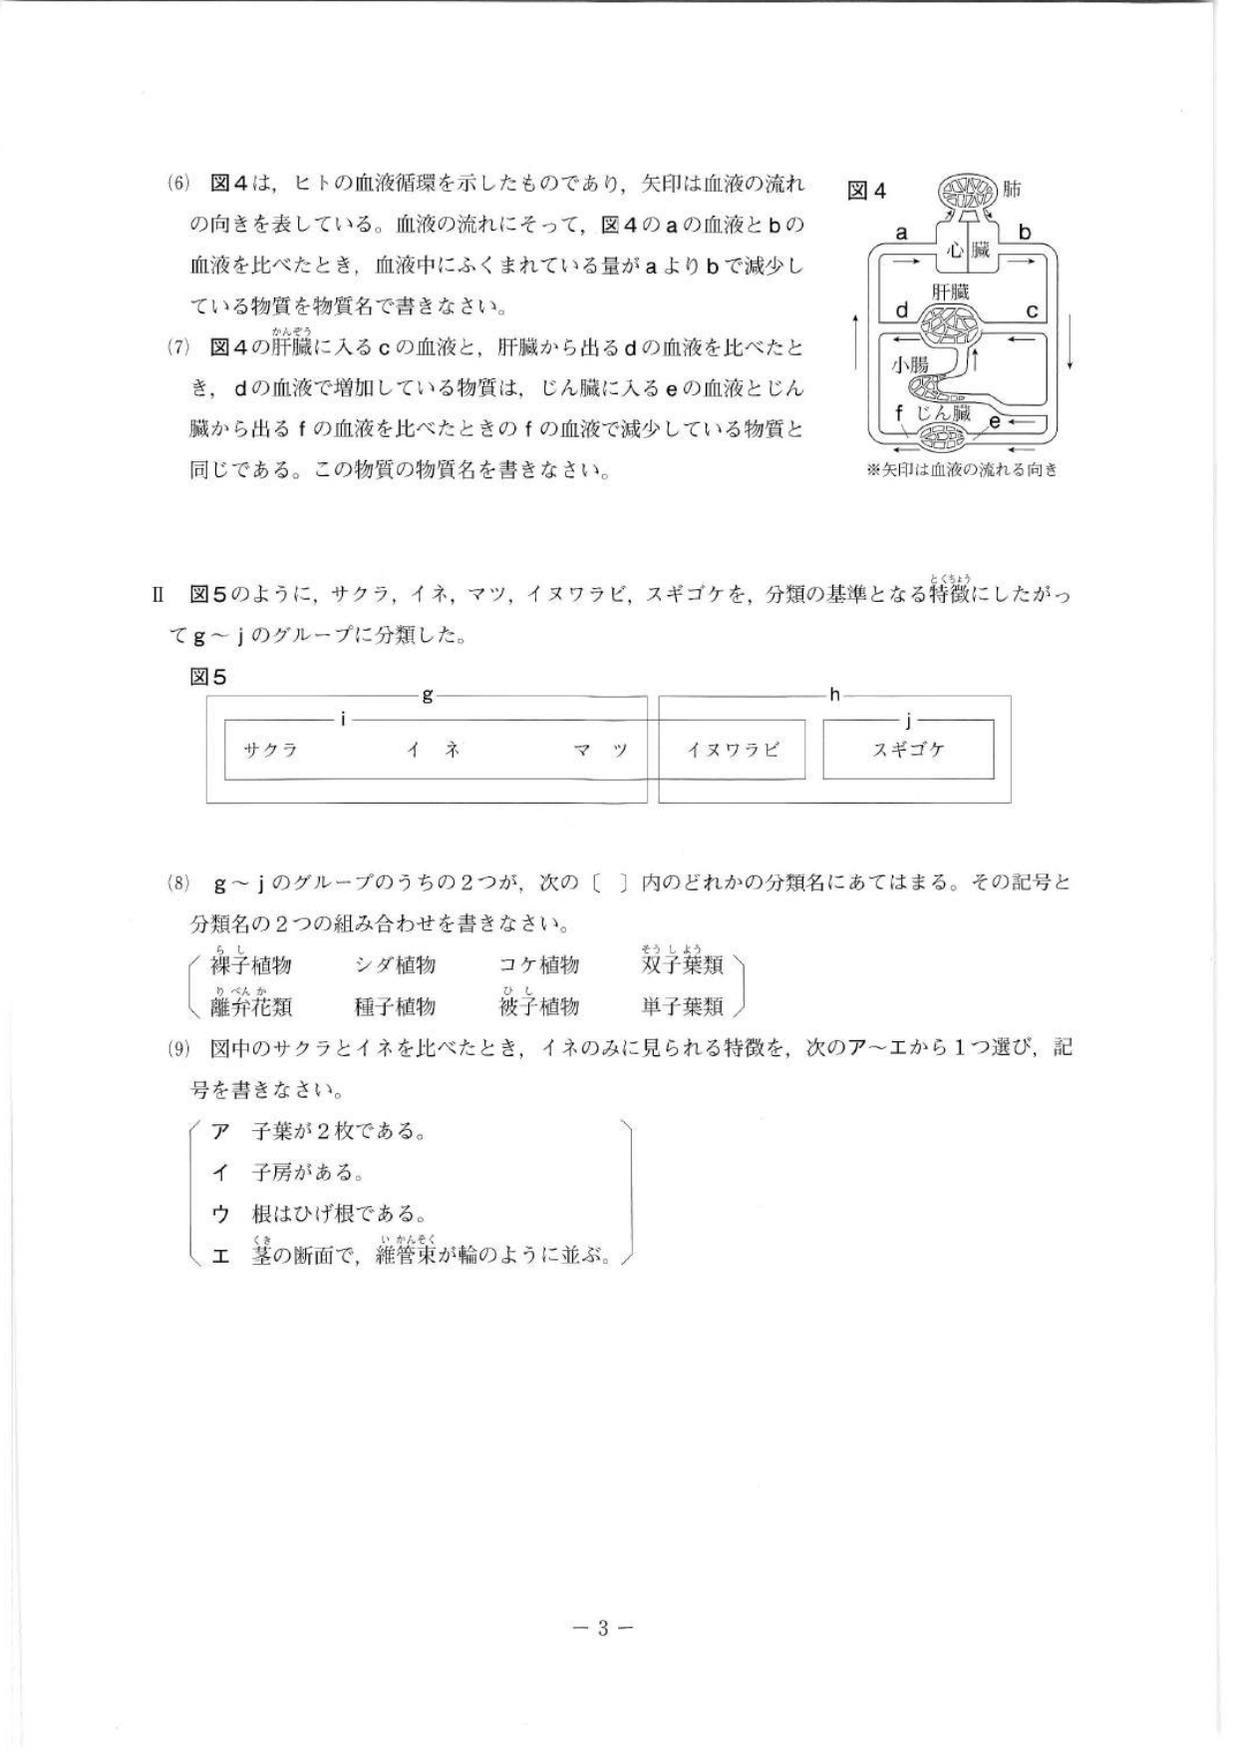 (6) 図4は，ヒトの血液循環を示したものであり，矢印は血液の流れ
の向きを表している。血液の流れにそって，図4のaの血液とbの
血液を比べたとき，血液中にふくまれている量がaよりbで減少し
ている物質を物質名で書きなさい。
かんぞう
(7) 図4の肝臓に入るcの血液と，肝臓から出るdの血液を比べたと
き，dの血液で増加している物質は，じん臓に入るeの血液とじん
臓から出るfの血液を比べたときのfの血液で減少している物質と
同じである。この物質の物質名を書きなさい。
図4
肺
a
b
心臓
肝臓
d
c
小腸
f じん臓 e
※矢印は血液の流れる向き
とくちょう
Ⅱ 図5のように，サクラ，イネ，マツ，イヌワラビ，スギゴケを，分類の基準となる特徴にしたがっ
てg～jのグループに分類した。
図5
g
h
i
j
サクラ イ ネ マ ツ イヌワラビ スギゴケ
(8) g～jのグループのうちの2つが，次の〔 〕内のどれかの分類名にあてはまる。その記号と
分類名の2つの組み合わせを書きなさい。
らし そうしよう
裸子植物 シダ植物 コケ植物 双子葉類
りべんか ひし
離弁花類 種子植物 被子植物 単子葉類
(9) 図中のサクラとイネを比べたとき，イネのみに見られる特徴を，次のア～エから1つ選び，記
号を書きなさい。
ア 子葉が2枚である。
イ 子房がある。
ウ 根はひげ根である。
くき いかんそく
エ 茎の断面で，維管束が輪のように並ぶ。
－ 3 －